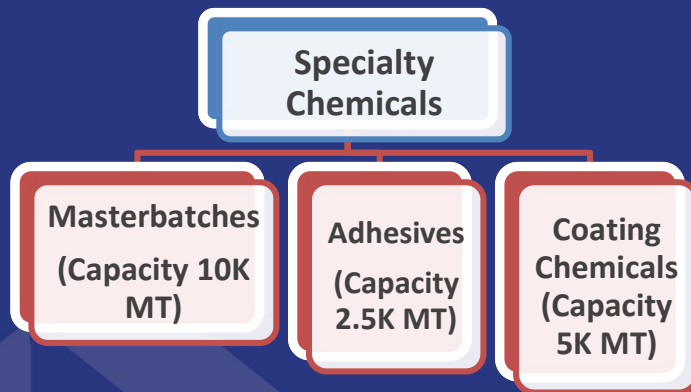 Specialty
Chemicals
Masterbatches
(Capacity 10K
MT)
Adhesives
(Capacity
2.5K MT)
Coating
Chemicals
(Capacity
5K MT)